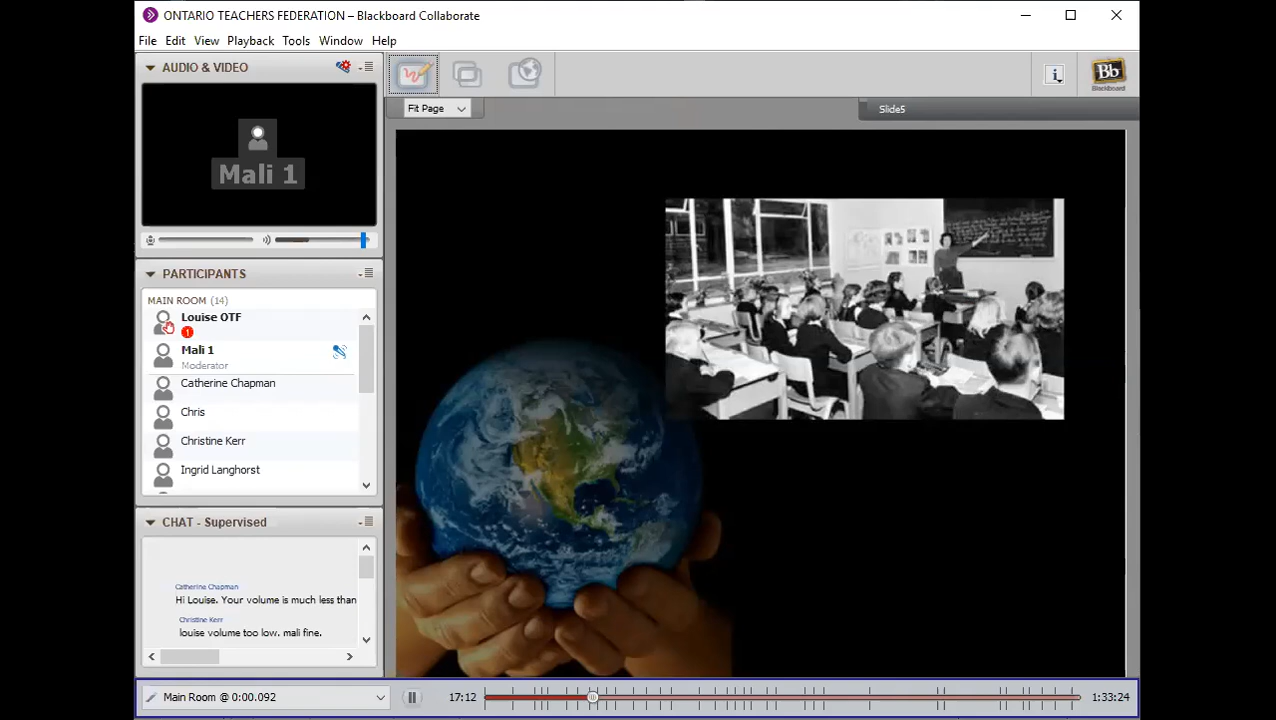 ONTARIO TEACHERS FEDERATION – Blackboard Collaborate
File Edit View Playback Tools Window Help
AUDIO & VIDEO
Mali 1
Fit Page
Slide5
Bb
Blackboard
PARTICIPANTS
MAIN ROOM (14)
Louise OTF
1
Mali 1
Moderator
Catherine Chapman
Chris
Christine Kerr
Ingrid Langhorst
CHAT - Supervised
Catherine Chapman
Hi Louise. Your volume is much less than
Christine Kerr
louise volume too low. mali fine.
Main Room @ 0:00.092
17:12
1:33:24